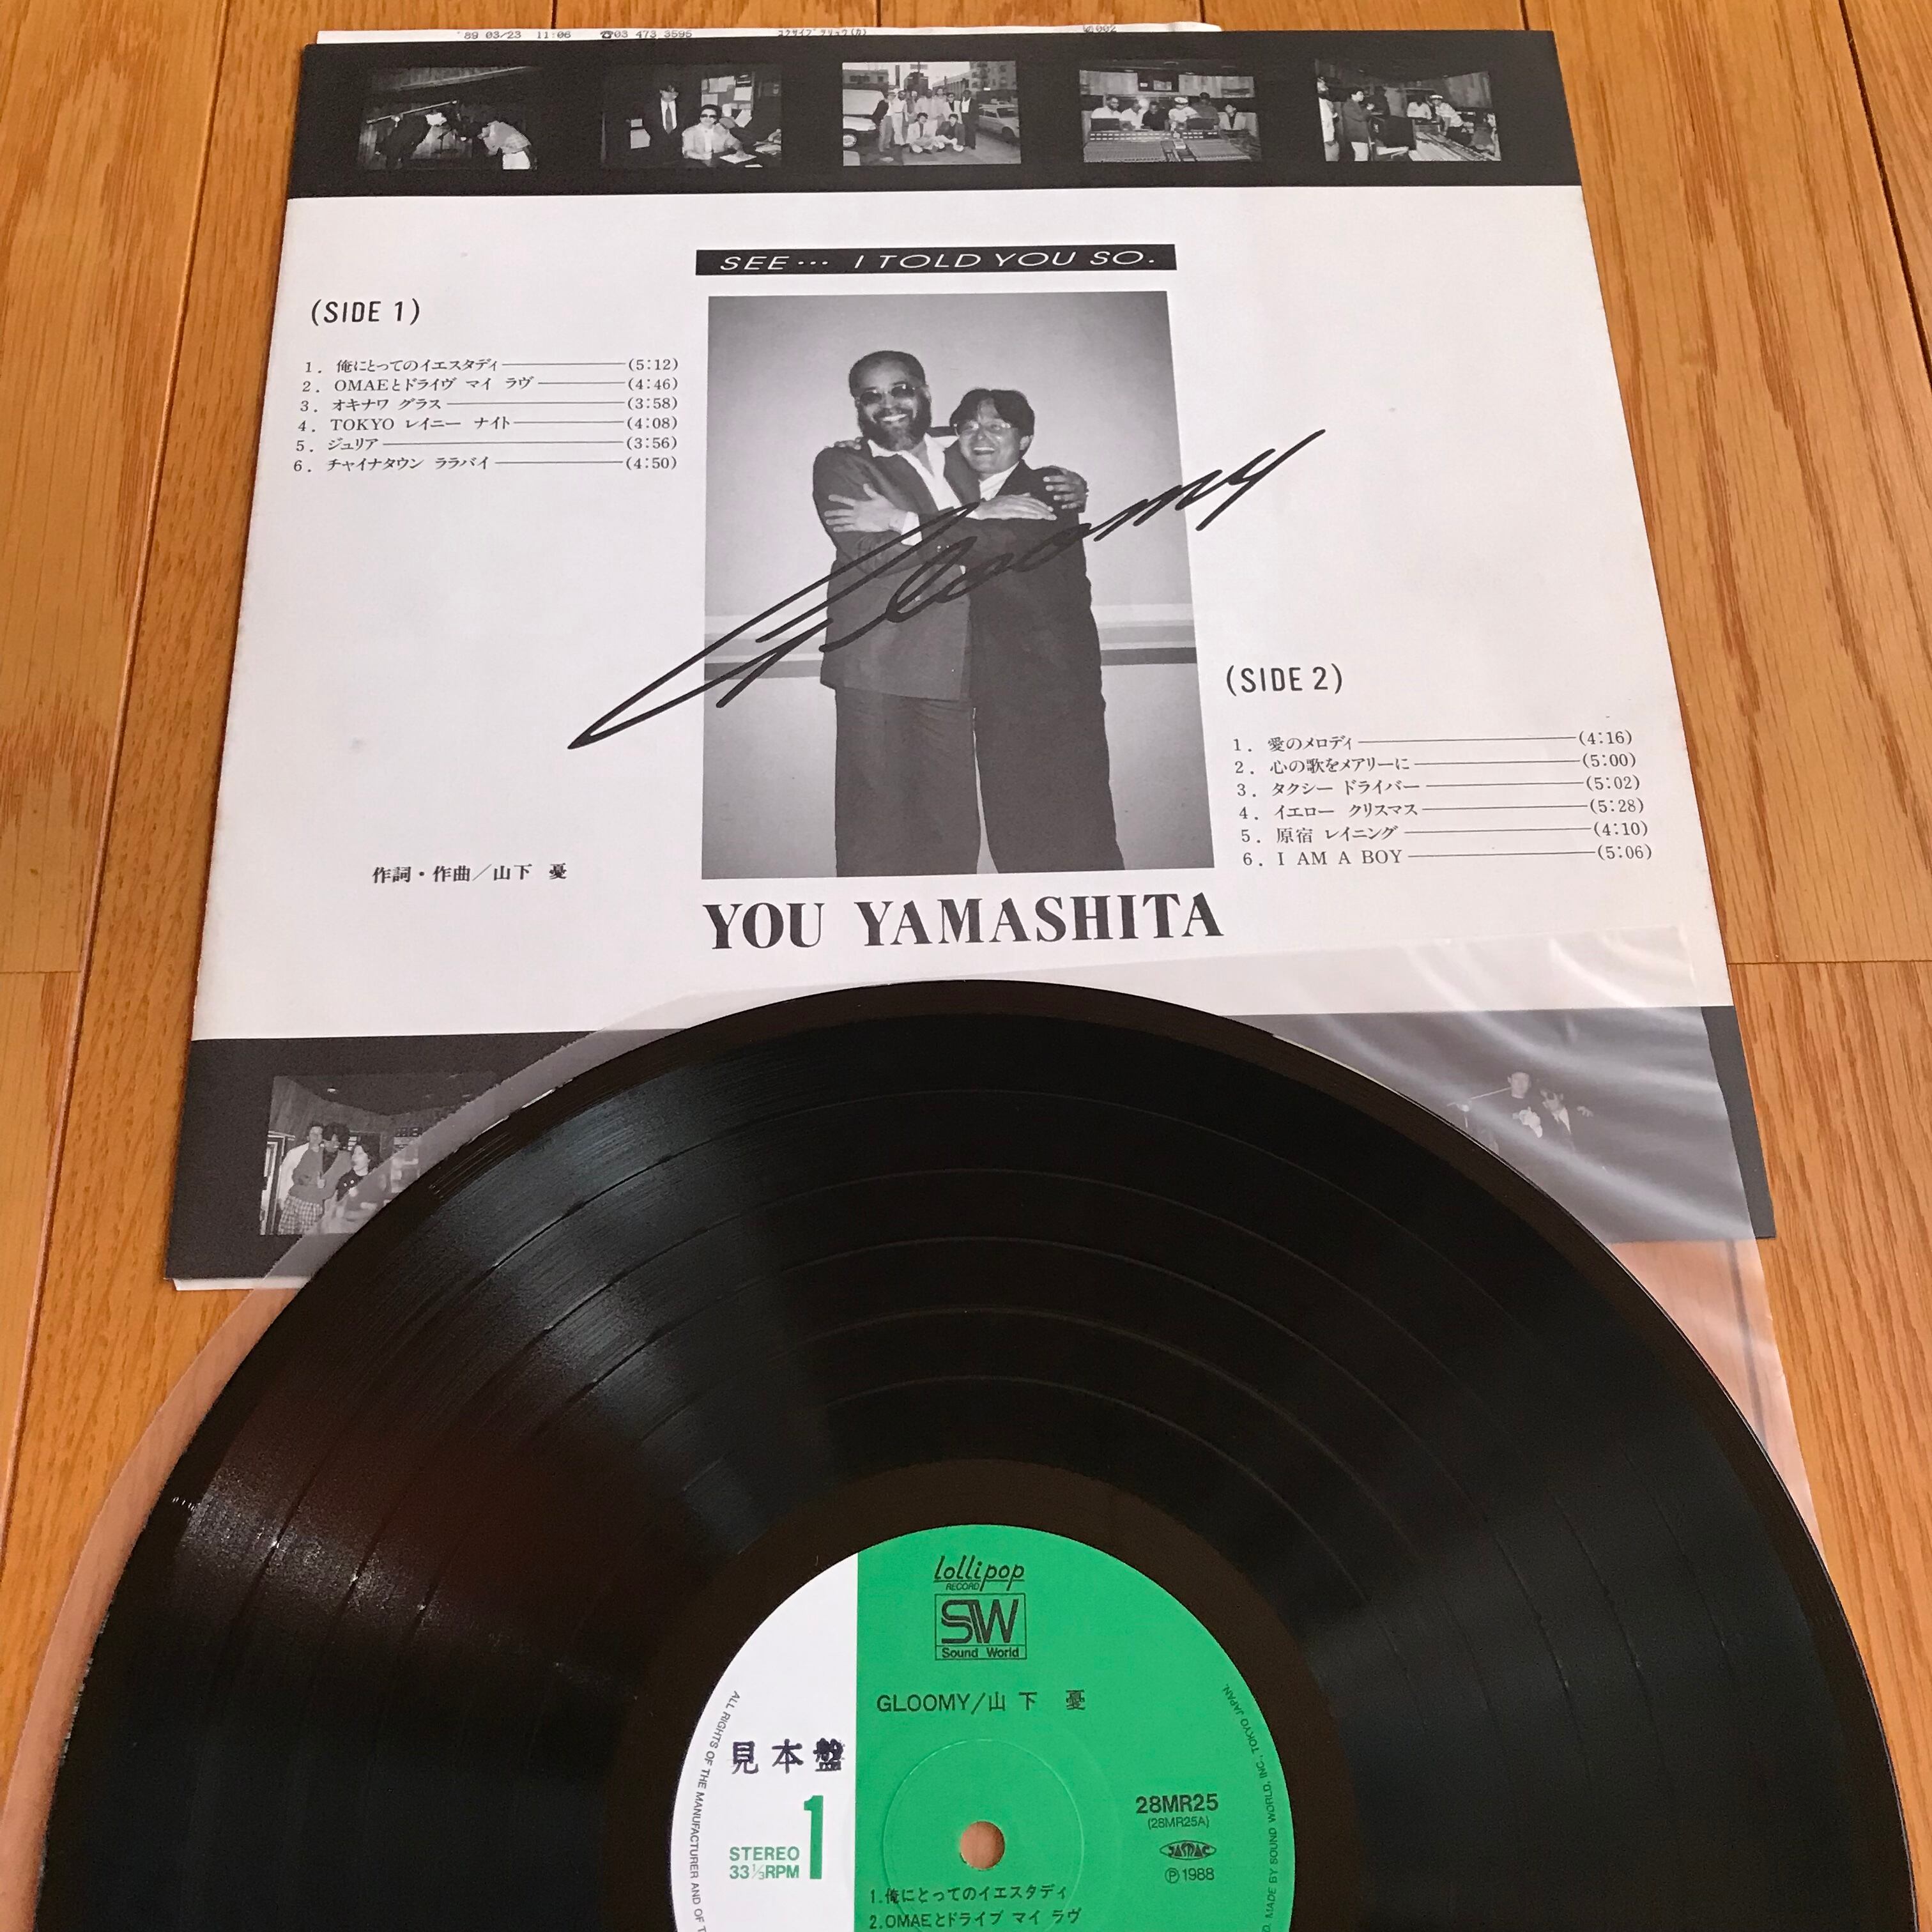 '89 03/23 11:06 ☎03 473 3595
SEE… I TOLD YOU SO.
(SIDE 1)
1. 俺にとってのイエスタディ (5:12)
2. OMAEとドライヴ マイ ラヴ (4:46)
3. オキナワ グラス (3:58)
4. TOKYO レイニー ナイト (4:08)
5. ジュリア (3:56)
6. チャイナタウン ララバイ (4:50)
Gloomy
(SIDE 2)
1. 愛のメロディ (4:16)
2. 心の歌をメアリーに (5:00)
3. タクシー ドライバー (5:02)
4. イエロー クリスマス (5:28)
5. 原宿 レイニング (4:10)
6. I AM A BOY (5:06)
作詞・作曲／山下 憂
YOU YAMASHITA
lollipop
RECORD
SW
Sound World
GLOOMY/山下 憂
見本盤
1
STEREO
33⅓RPM
28MR25
(28MR25A)
JASRAC
Ⓟ1988
1.俺にとってのイエスタディ
2.OMAEとドライブ マイ ラヴ
ALL RIGHTS OF THE MANUFACTURER AND OF
MADE BY SOUND WORLD, INC., TOKYO JAPAN.